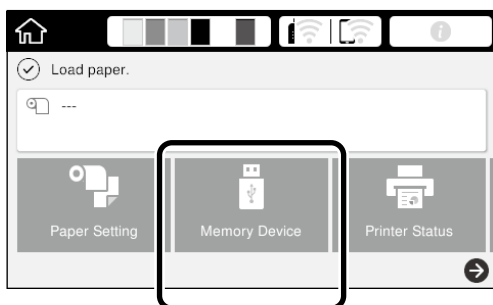 Load paper.
---
Paper Setting
Memory Device
Printer Status